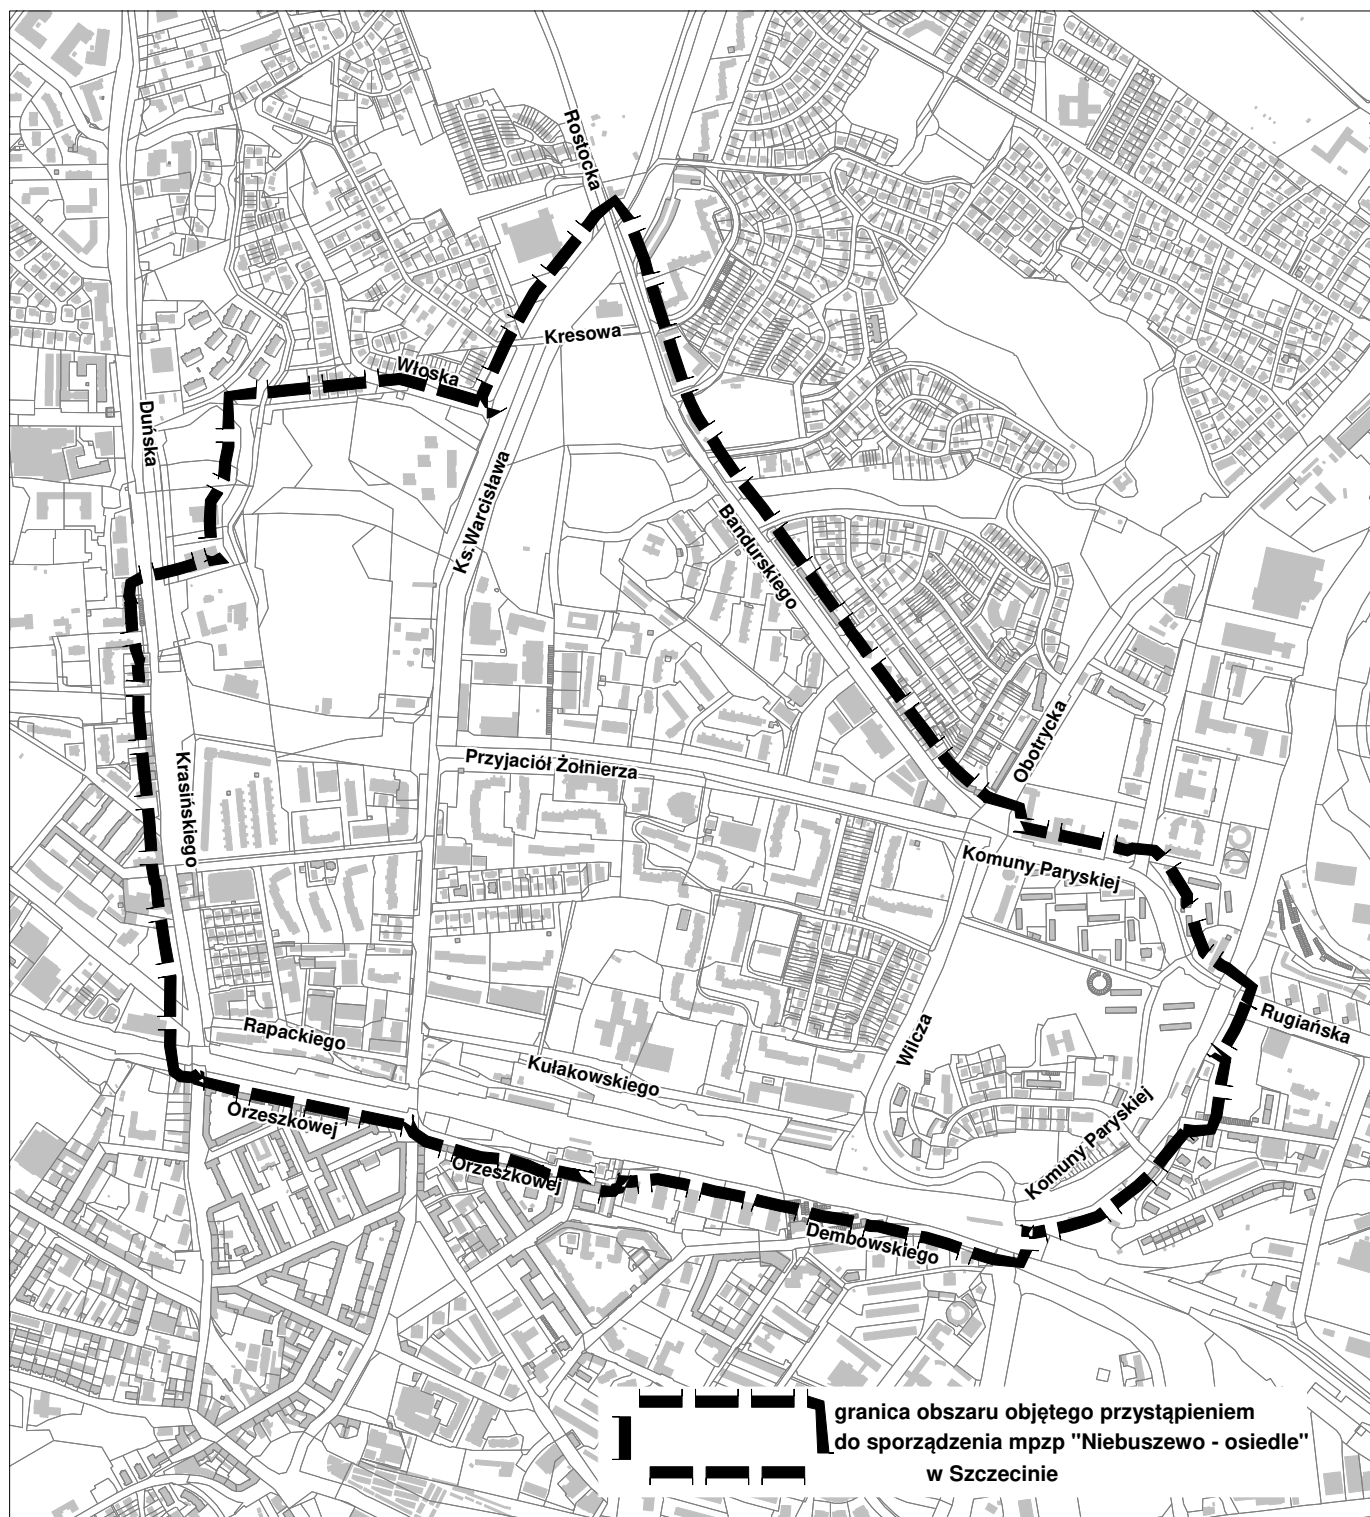 Rostocka
Kresowa
Włoska
Duńska
Ks.Warcisława
Bandurskiego
Obotrycka
Przyjaciół Żołnierza
Krasińskiego
Komuny Paryskiej
Rugiańska
Wilcza
Rapackiego
Kułakowskiego
Orzeszkowej
Komuny Paryskiej
Orzeszkowej
Dembowskiego
granica obszaru objętego przystąpieniem
do sporządzenia mpzp "Niebuszewo - osiedle"
w Szczecinie